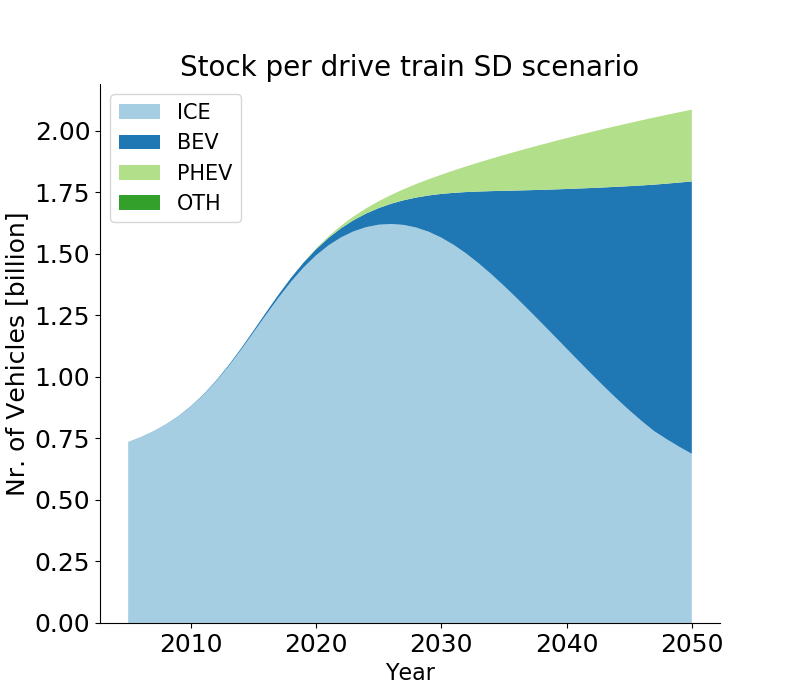 Stock per drive train SD scenario
ICE
BEV
PHEV
OTH
Nr. of Vehicles [billion]
2.00
1.75
1.50
1.25
1.00
0.75
0.50
0.25
0.00
2010 2020 2030 2040 2050
Year